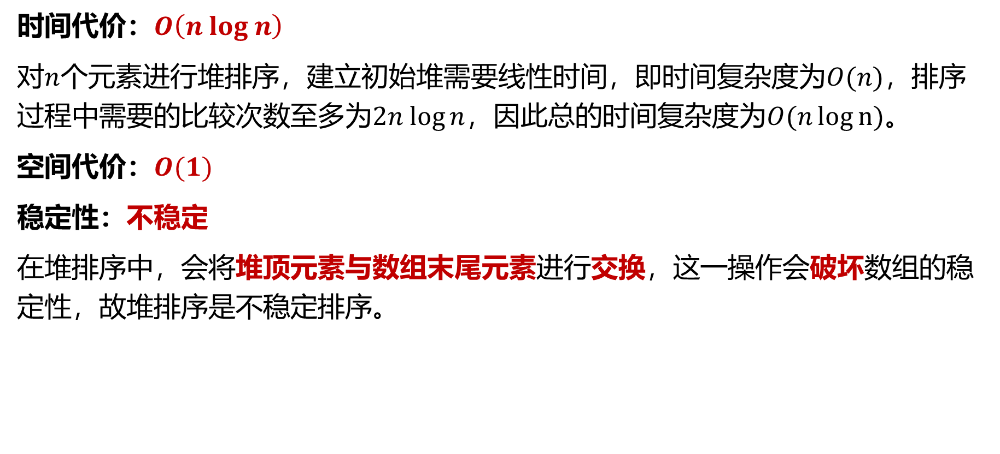 时间代价：O(n log n)
对n个元素进行堆排序，建立初始堆需要线性时间，即时间复杂度为O(n)，排序
过程中需要的比较次数至多为2n log n，因此总的时间复杂度为O(n log n)。
空间代价：O(1)
稳定性：不稳定
在堆排序中，会将堆顶元素与数组末尾元素进行交换，这一操作会破坏数组的稳
定性，故堆排序是不稳定排序。